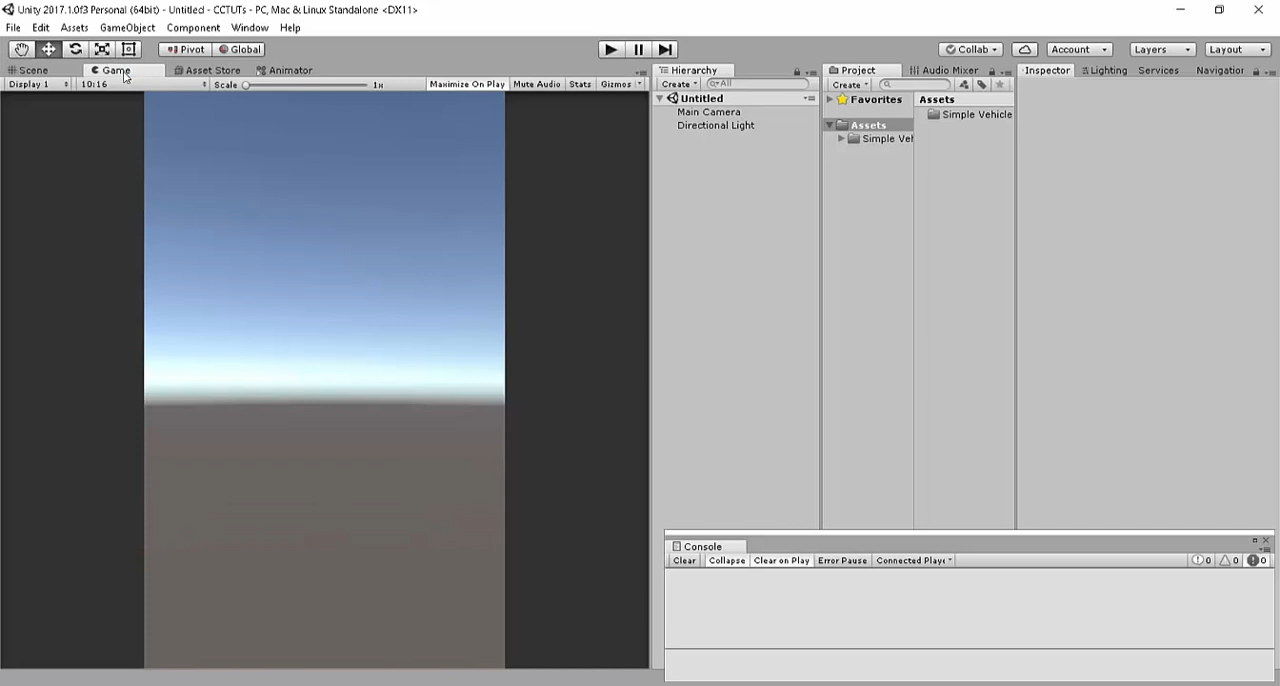 Unity 2017.1.0f3 Personal (64bit) - Untitled - CCTUTs - PC, Mac & Linux Standalone <DX11>
File Edit Assets GameObject Component Window Help
Pivot Global Collab Account Layers Layout
Scene Game Asset Store Animator Hierarchy Project Audio Mixer Inspector Lighting Services Navigation
Display 1 10:16 Scale 1x Maximize On Play Mute Audio Stats Gizmos Create All Create
Untitled Favorites Assets
Main Camera Simple Vehicle
Directional Light Assets
Simple Veh
Console
Clear Collapse Clear on Play Error Pause Connected Playe 0 0 0